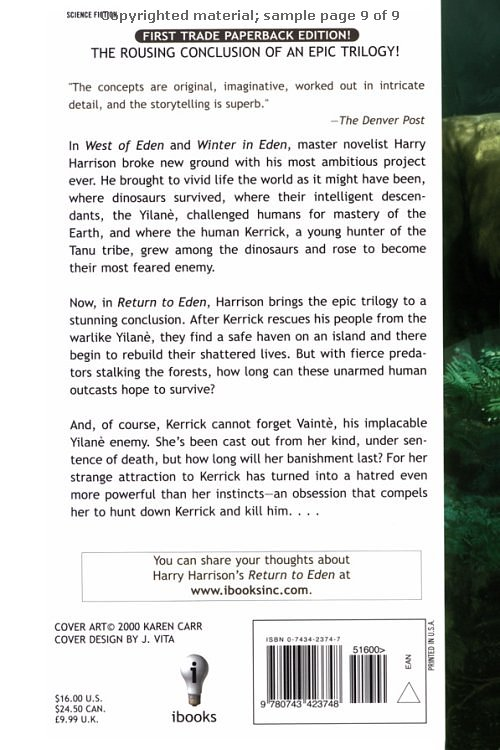 Copyrighted material; sample page 9 of 9
SCIENCE FICTION
FIRST TRADE PAPERBACK EDITION!
THE ROUSING CONCLUSION OF AN EPIC TRILOGY!
"The concepts are original, imaginative, worked out in intricate
detail, and the storytelling is superb."
—The Denver Post
In West of Eden and Winter in Eden, master novelist Harry
Harrison broke new ground with his most ambitious project
ever. He brought to vivid life the world as it might have been,
where dinosaurs survived, where their intelligent descen-
dants, the Yilanè, challenged humans for mastery of the
Earth, and where the human Kerrick, a young hunter of the
Tanu tribe, grew among the dinosaurs and rose to become
their most feared enemy.
Now, in Return to Eden, Harrison brings the epic trilogy to a
stunning conclusion. After Kerrick rescues his people from the
warlike Yilanè, they find a safe haven on an island and there
begin to rebuild their shattered lives. But with fierce preda-
tors stalking the forests, how long can these unarmed human
outcasts hope to survive?
And, of course, Kerrick cannot forget Vaintè, his implacable
Yilanè enemy. She's been cast out from her kind, under sen-
tence of death, but how long will her banishment last? For her
strange attraction to Kerrick has turned into a hatred even
more powerful than her instincts—an obsession that compels
her to hunt down Kerrick and kill him. . . .
You can share your thoughts about
Harry Harrison's Return to Eden at
www.ibooksinc.com.
COVER ART© 2000 KAREN CARR
COVER DESIGN BY J. VITA
i
ibooks
$16.00 U.S.
$24.50 CAN.
£9.99 U.K.
ISBN 0-7434-2374-7
51600>
9 780743 423748
EAN
PRINTED IN U.S.A.